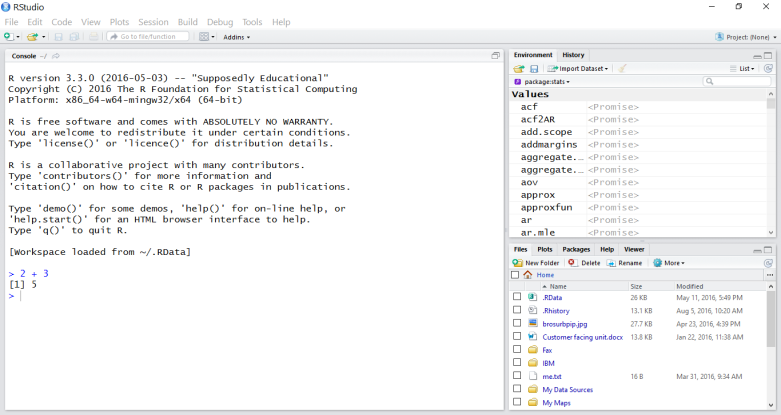 RStudio
File Edit Code View Plots Session Build Debug Tools Help
Go to file/function Addins Project: (None)
Console ~/
R version 3.3.0 (2016-05-03) -- "Supposedly Educational"
Copyright (C) 2016 The R Foundation for Statistical Computing
Platform: x86_64-w64-mingw32/x64 (64-bit)
R is free software and comes with ABSOLUTELY NO WARRANTY.
You are welcome to redistribute it under certain conditions.
Type 'license()' or 'licence()' for distribution details.
R is a collaborative project with many contributors.
Type 'contributors()' for more information and
'citation()' on how to cite R or R packages in publications.
Type 'demo()' for some demos, 'help()' for on-line help, or
'help.start()' for an HTML browser interface to help.
Type 'q()' to quit R.
[Workspace loaded from ~/.RData]
> 2 + 3
[1] 5
>
Environment History
Import Dataset List
package:stats
Values
acf <Promise>
acf2AR <Promise>
add.scope <Promise>
addmargins <Promise>
aggregate.… <Promise>
aggregate.… <Promise>
aov <Promise>
approx <Promise>
approxfun <Promise>
ar <Promise>
ar.mle <Promise>
Files Plots Packages Help Viewer
New Folder Delete Rename More
Home ...
Name Size Modified
.RData 26 KB May 11, 2016, 5:49 PM
.Rhistory 13.1 KB Aug 5, 2016, 10:20 AM
brosurbpip.jpg 27.7 KB Apr 23, 2016, 4:39 PM
Customer facing unit.docx 13.8 KB Jan 22, 2016, 11:38 AM
Fax
IBM
me.txt 16 B Mar 31, 2016, 9:34 AM
My Data Sources
My Maps